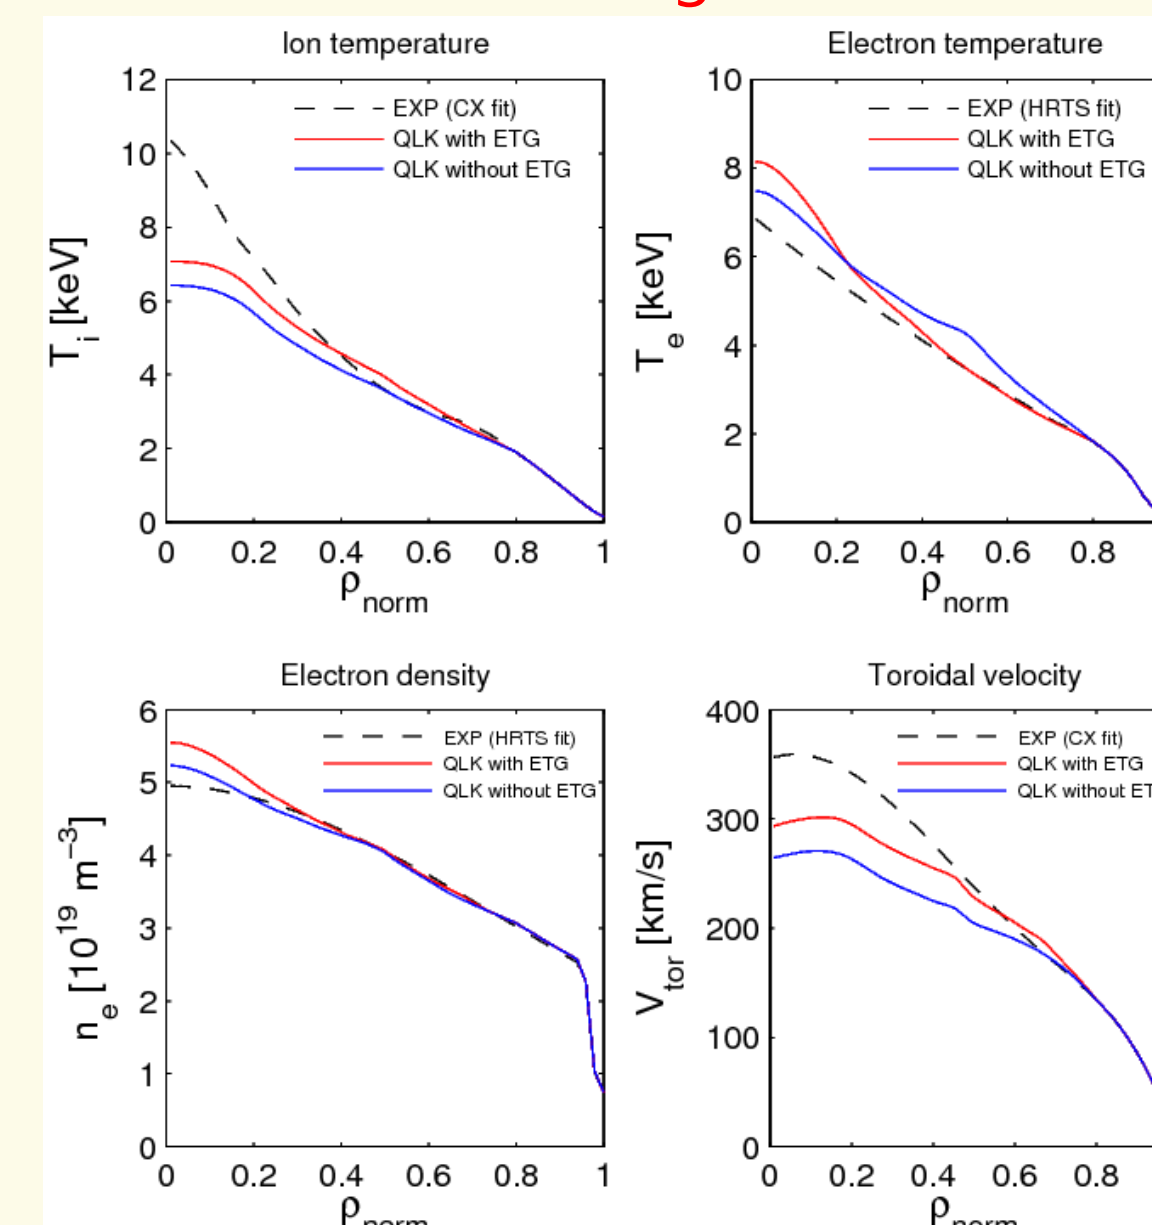 g
Ion temperature
12
10
8
6
4
2
0
T_i [keV]
EXP (CX fit)
QLK with ETG
QLK without ETG
0 0.2 0.4 0.6 0.8 1
ρ_norm
Electron temperature
10
8
6
4
2
0
T_e [keV]
EXP (HRTS fit)
QLK with ETG
QLK without ETG
0 0.2 0.4 0.6 0.8
ρ_norm
Electron density
6
5
4
3
2
1
0
n_e [10^19 m^−3]
EXP (HRTS fit)
QLK with ETG
QLK without ETG
0 0.2 0.4 0.6 0.8 1
ρ_norm
Toroidal velocity
400
300
200
100
0
V_tor [km/s]
EXP (CX fit)
QLK with ETG
QLK without ET
0 0.2 0.4 0.6 0.8
ρ_norm